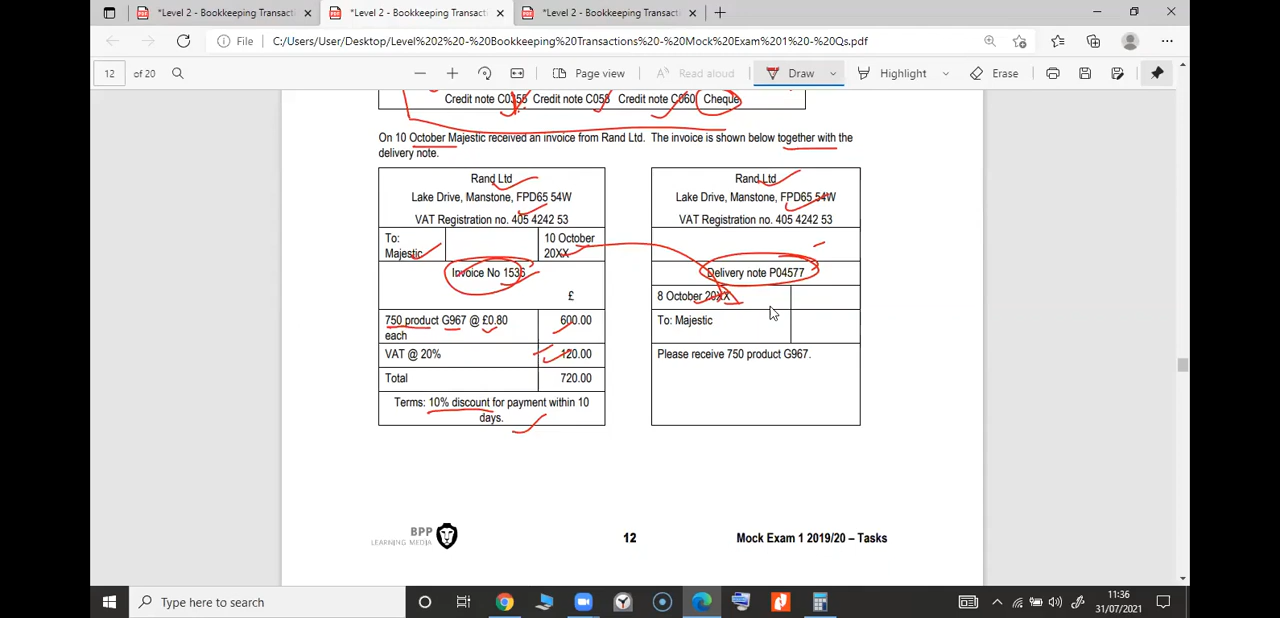 *Level 2 - Bookkeeping Transacti:
*Level 2 - Bookkeeping Transacti:
*Level 2 - Bookkeeping Transacti:
File
C:/Users/User/Desktop/Level%202%20-%20Bookkeeping%20Transactions%20-%20Mock%20Exam%201%20-%20Qs.pdf
12 of 20
Page view
Read aloud
Draw
Highlight
Erase
Credit note C0355 Credit note C058 Credit note C060 Cheque
On 10 October Majestic received an invoice from Rand Ltd. The invoice is shown below together with the
delivery note.
Rand Ltd
Lake Drive, Manstone, FPD65 54W
VAT Registration no. 405 4242 53
To:
Majestic
10 October
20XX
Invoice No 1536
£
750 product G967 @ £0.80
each
600.00
VAT @ 20%
120.00
Total
720.00
Terms: 10% discount for payment within 10
days.
Rand Ltd
Lake Drive, Manstone, FPD65 54W
VAT Registration no. 405 4242 53
Delivery note P04577
8 October 20XX
To: Majestic
Please receive 750 product G967.
BPP
LEARNING MEDIA
12
Mock Exam 1 2019/20 – Tasks
Type here to search
11:36
31/07/2021